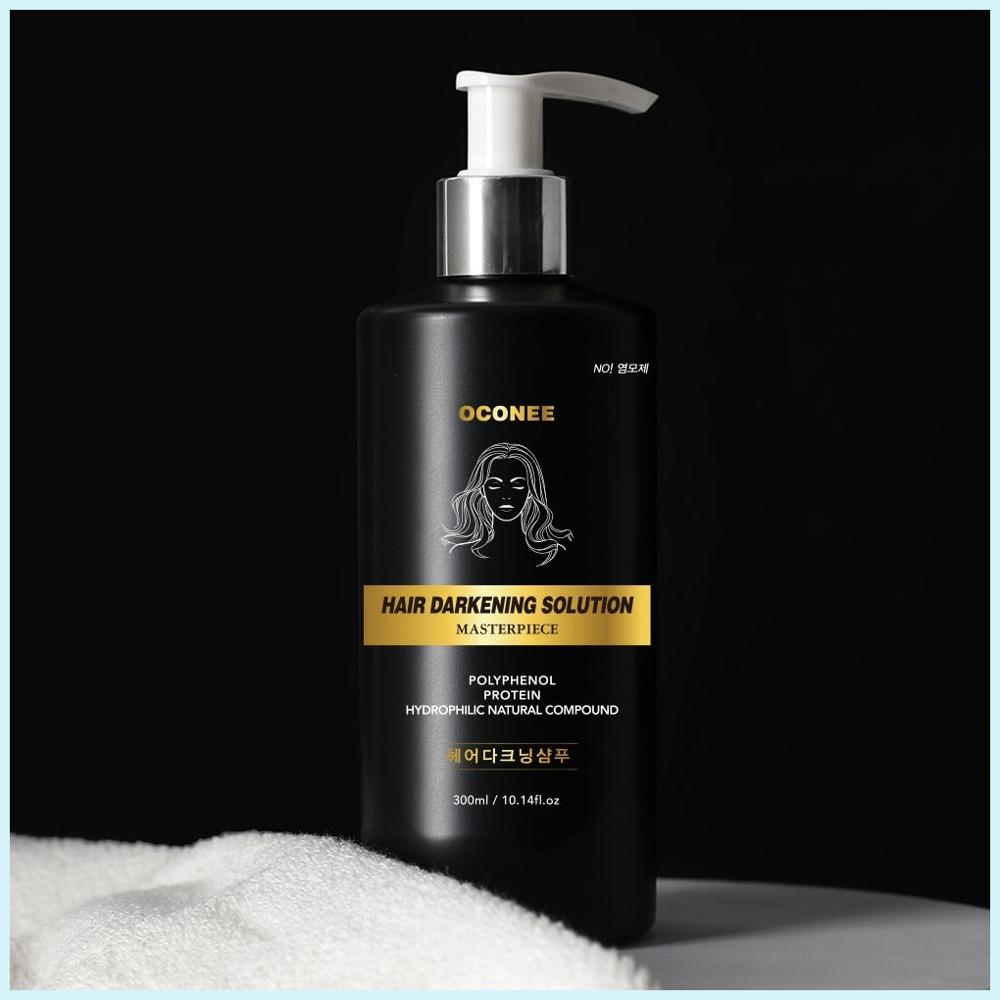 NO! 염모제
OCONEE
HAIR DARKENING SOLUTION
MASTERPIECE
POLYPHENOL
PROTEIN
HYDROPHILIC NATURAL COMPOUND
헤어다크닝샴푸
300ml / 10.14fl.oz